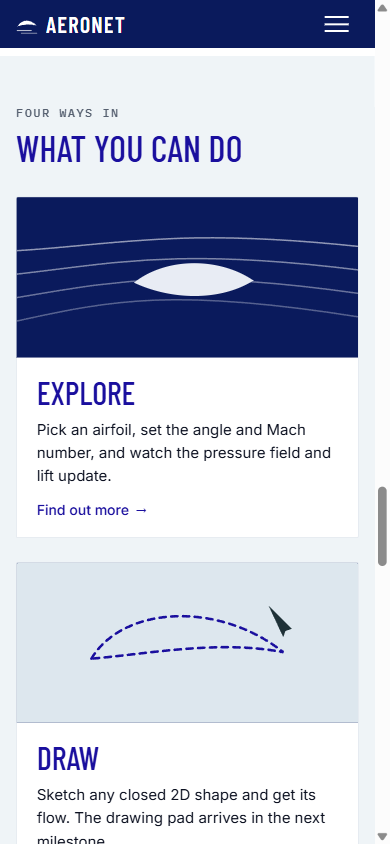 AERONET
FOUR WAYS IN
WHAT YOU CAN DO
EXPLORE
Pick an airfoil, set the angle and Mach
number, and watch the pressure field and
lift update.
Find out more →
DRAW
Sketch any closed 2D shape and get its
flow. The drawing pad arrives in the next
milestone.